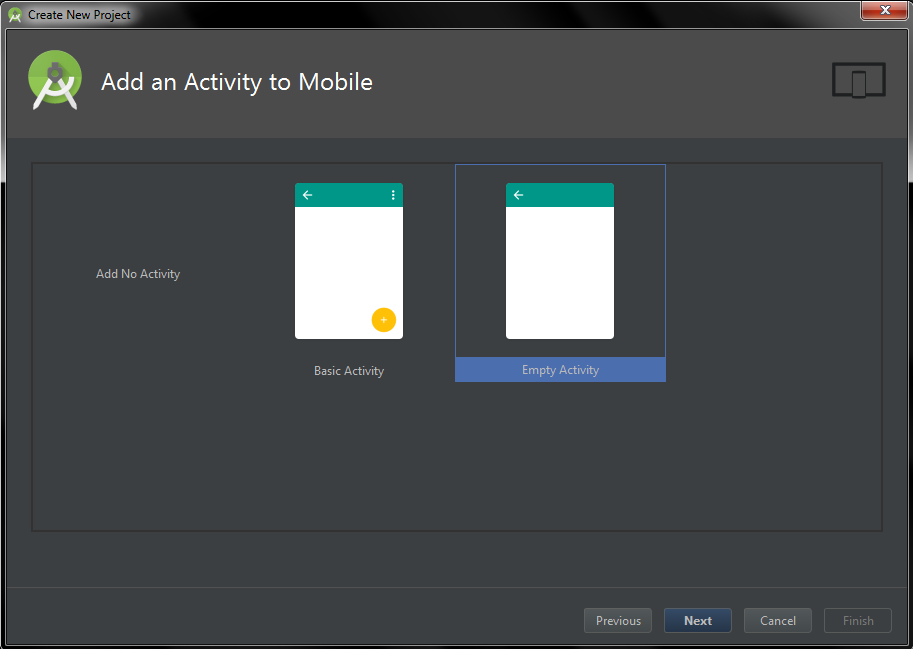 Create New Project
Add an Activity to Mobile
Add No Activity
Basic Activity
Empty Activity
Previous
Next
Cancel
Finish